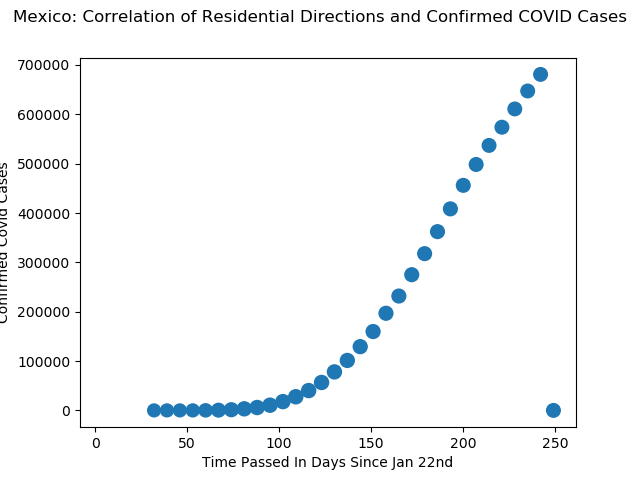 Mexico: Correlation of Residential Directions and Confirmed COVID Cases
700000
600000
500000
400000
300000
200000
100000
0
Confirmed Covid Cases
0 50 100 150 200 250
Time Passed In Days Since Jan 22nd